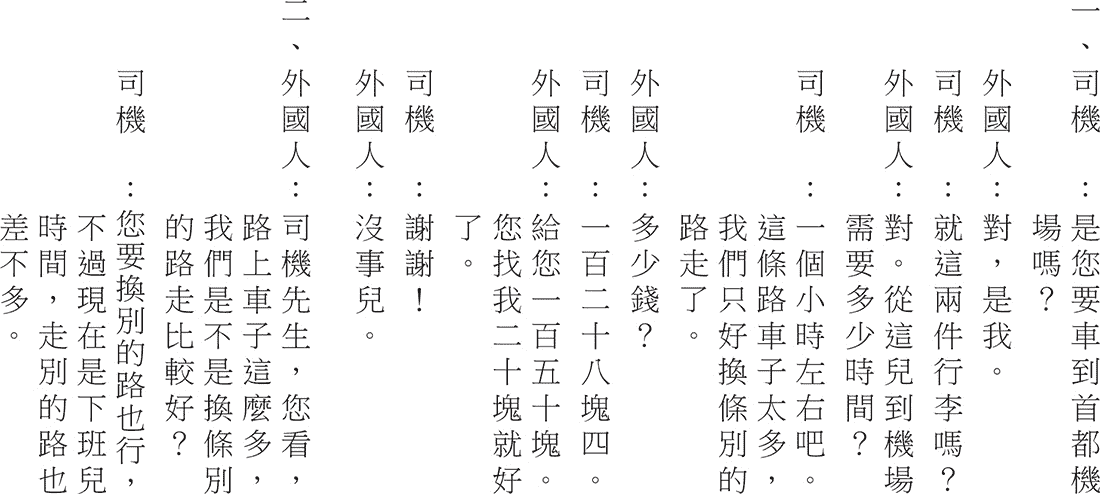 一、司機　：是您要車到首都機
場嗎？
外國人：對，是我。
司機　：就這兩件行李嗎？
外國人：對。從這兒到機場
需要多少時間？
司機　：一個小時左右吧。
這條路車子太多，
我們只好換條別的
路走了。
外國人：多少錢？
司機　：一百二十八塊四。
外國人：給您一百五十塊。
您找我二十塊就好
了。
司機　：謝謝！
外國人：沒事兒。
二、外國人：司機先生，您看，
路上車子這麼多，
我們是不是換條別
的路走比較好？
司機　：您要換別的路也行，
不過現在是下班兒
時間，走別的路也
差不多。